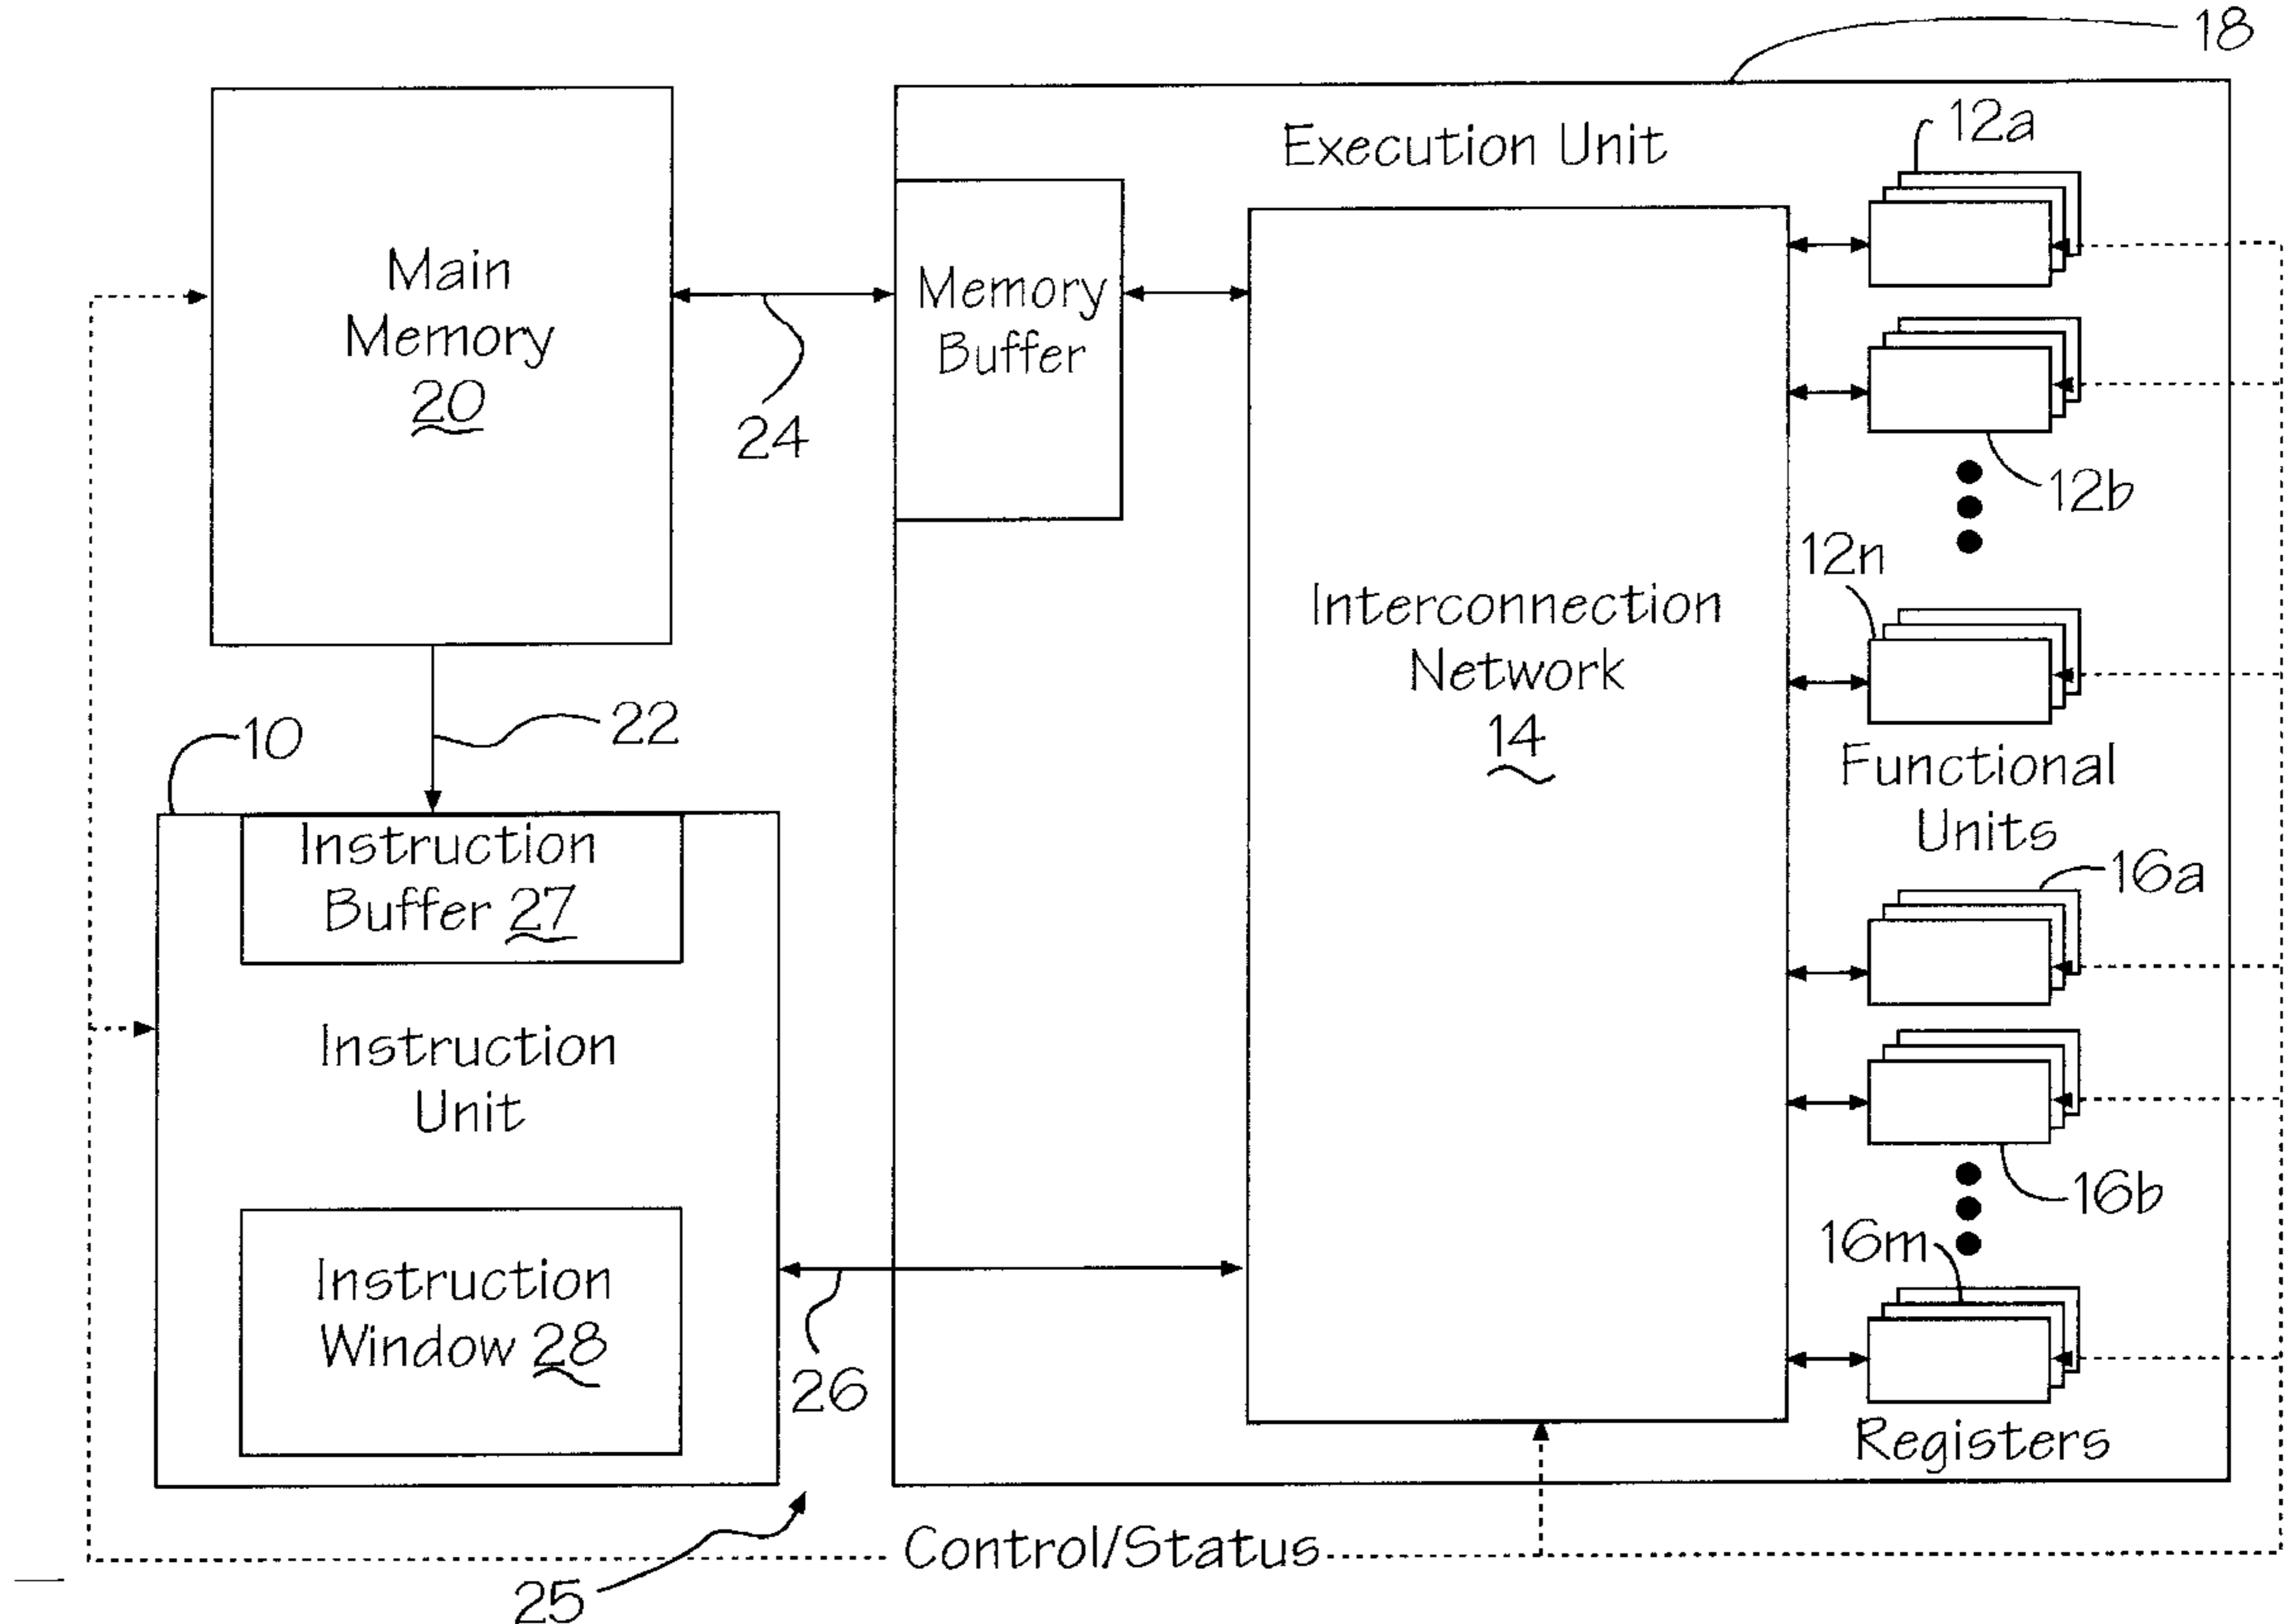 18
Execution Unit
12a
Main
Memory
20
Memory
Buffer
24
12b
12n
Interconnection
Network
14
22
10
Functional
Units
Instruction
Buffer 27
16a
Instruction
Unit
16b
16m
Instruction
Window 28
26
Registers
Control/Status
25